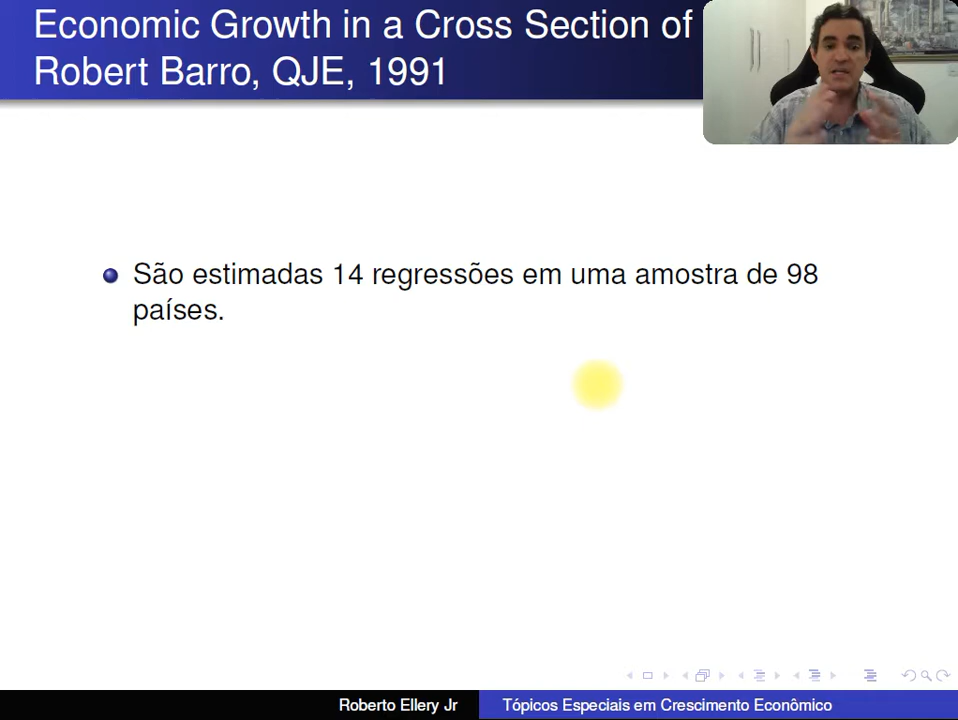 Economic Growth in a Cross Section of
Robert Barro, QJE, 1991
São estimadas 14 regressões em uma amostra de 98
países.
Roberto Ellery Jr
Tópicos Especiais em Crescimento Econômico